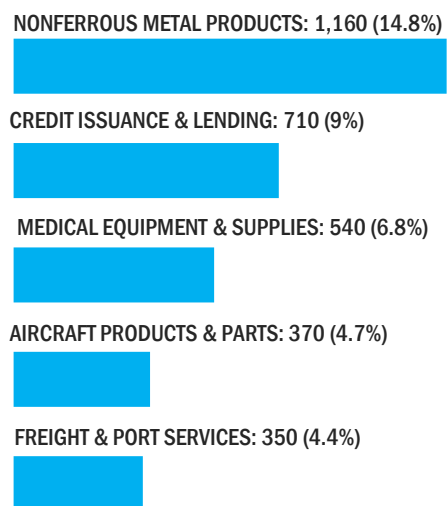 NONFERROUS METAL PRODUCTS: 1,160 (14.8%)
CREDIT ISSUANCE & LENDING: 710 (9%)
MEDICAL EQUIPMENT & SUPPLIES: 540 (6.8%)
AIRCRAFT PRODUCTS & PARTS: 370 (4.7%)
FREIGHT & PORT SERVICES: 350 (4.4%)